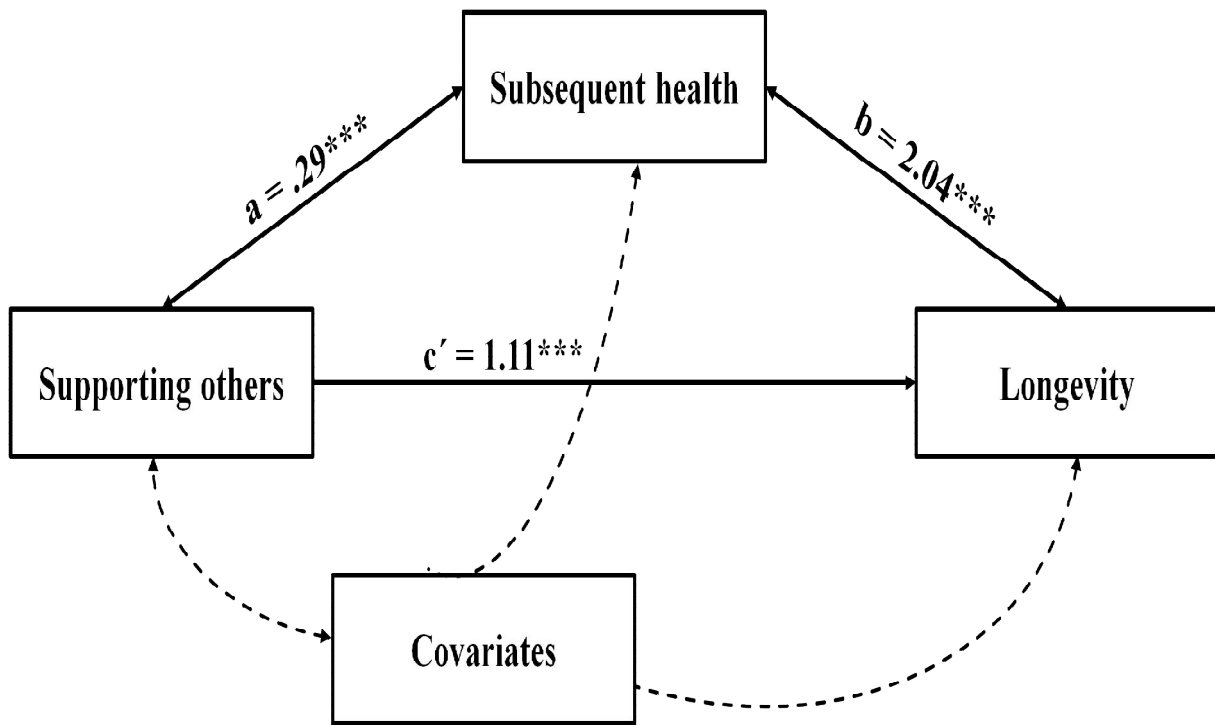 Subsequent health
a = .29***
b = 2.04***
c´ = 1.11***
Supporting others
Longevity
Covariates